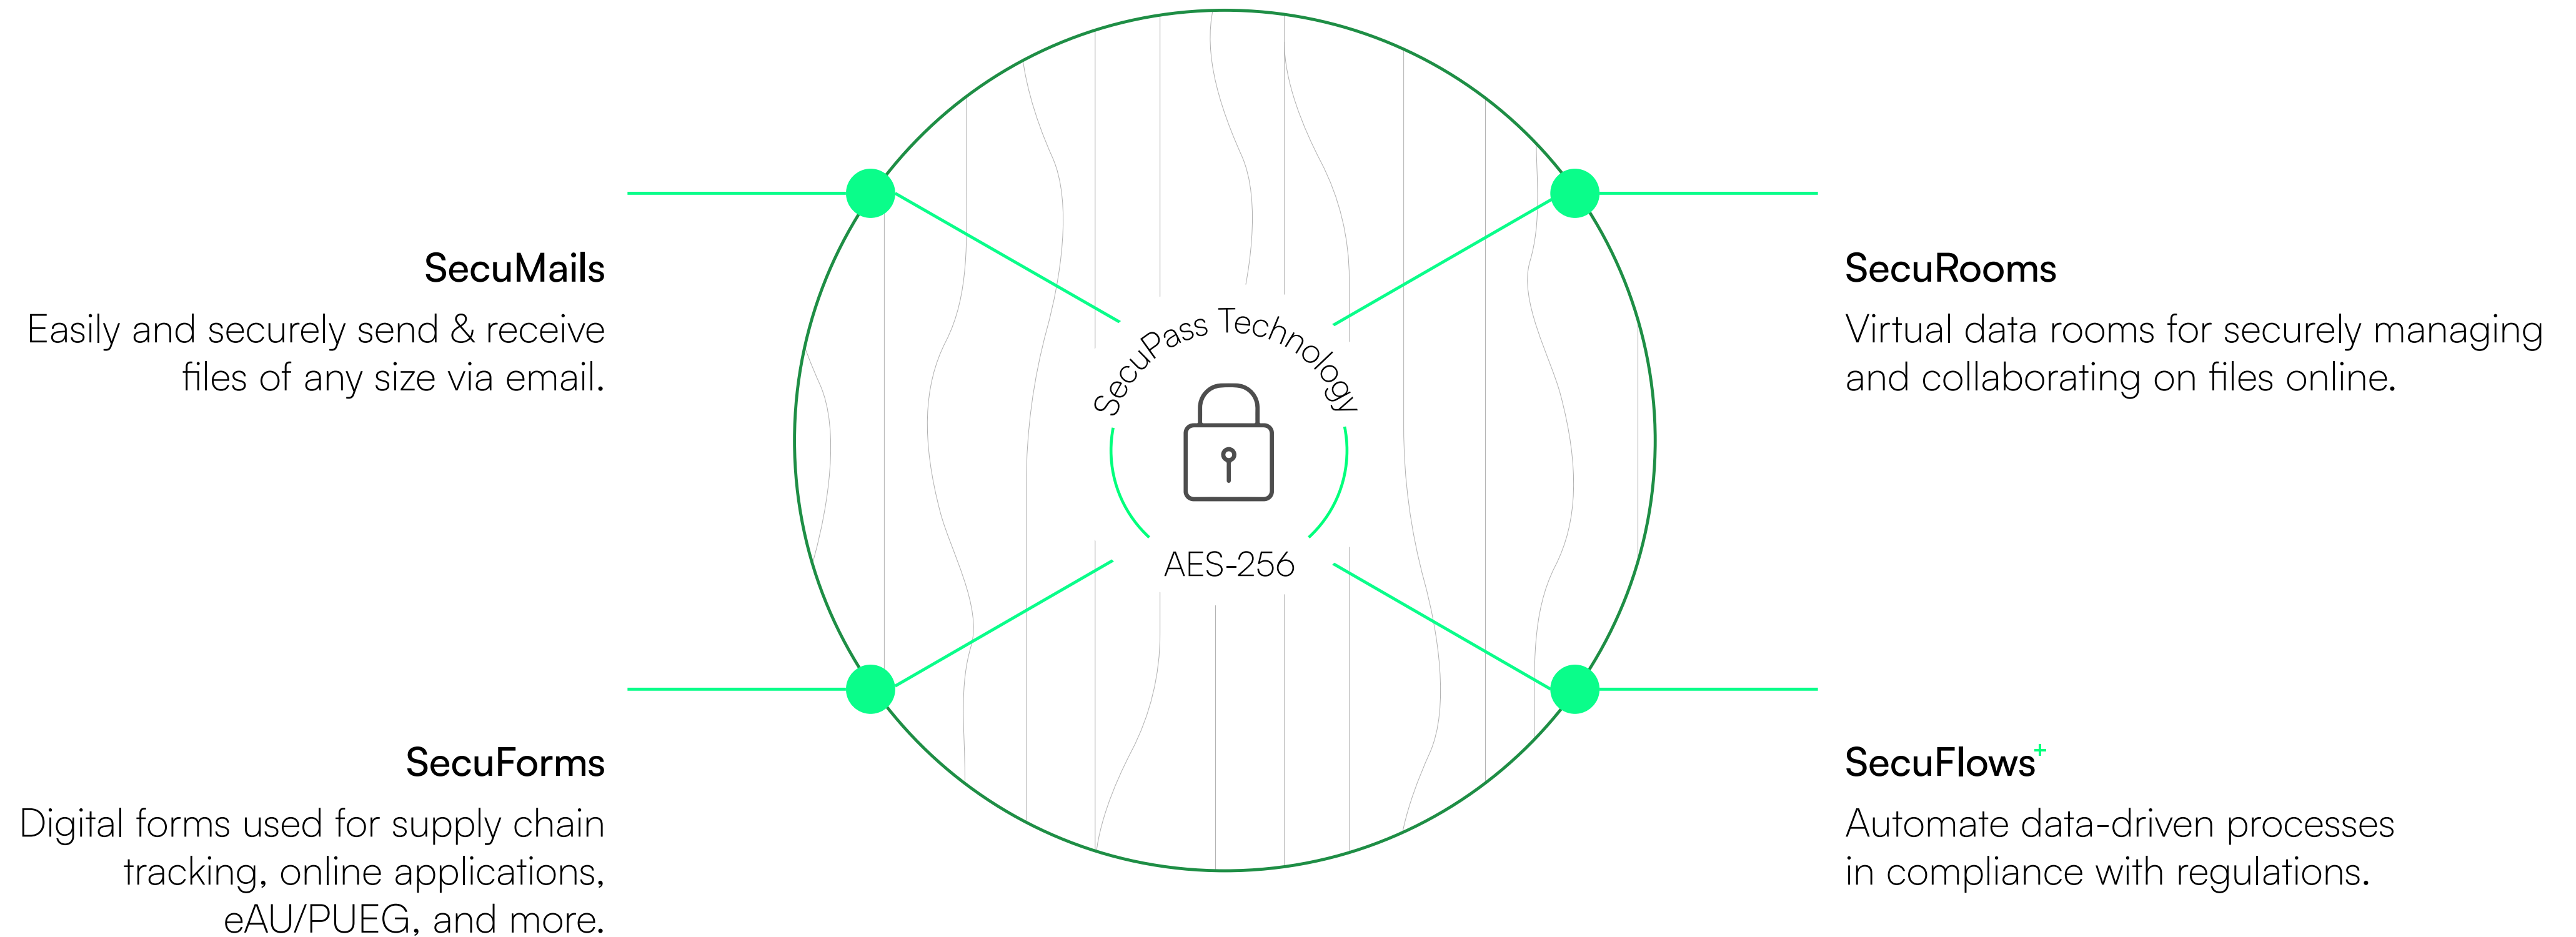 SecuMails
Easily and securely send & receive
files of any size via email.
SecuRooms
Virtual data rooms for securely managing
and collaborating on files online.
SecuPass Technology
AES-256
SecuForms
Digital forms used for supply chain
tracking, online applications,
eAU/PUEG, and more.
SecuFlows+
Automate data-driven processes
in compliance with regulations.